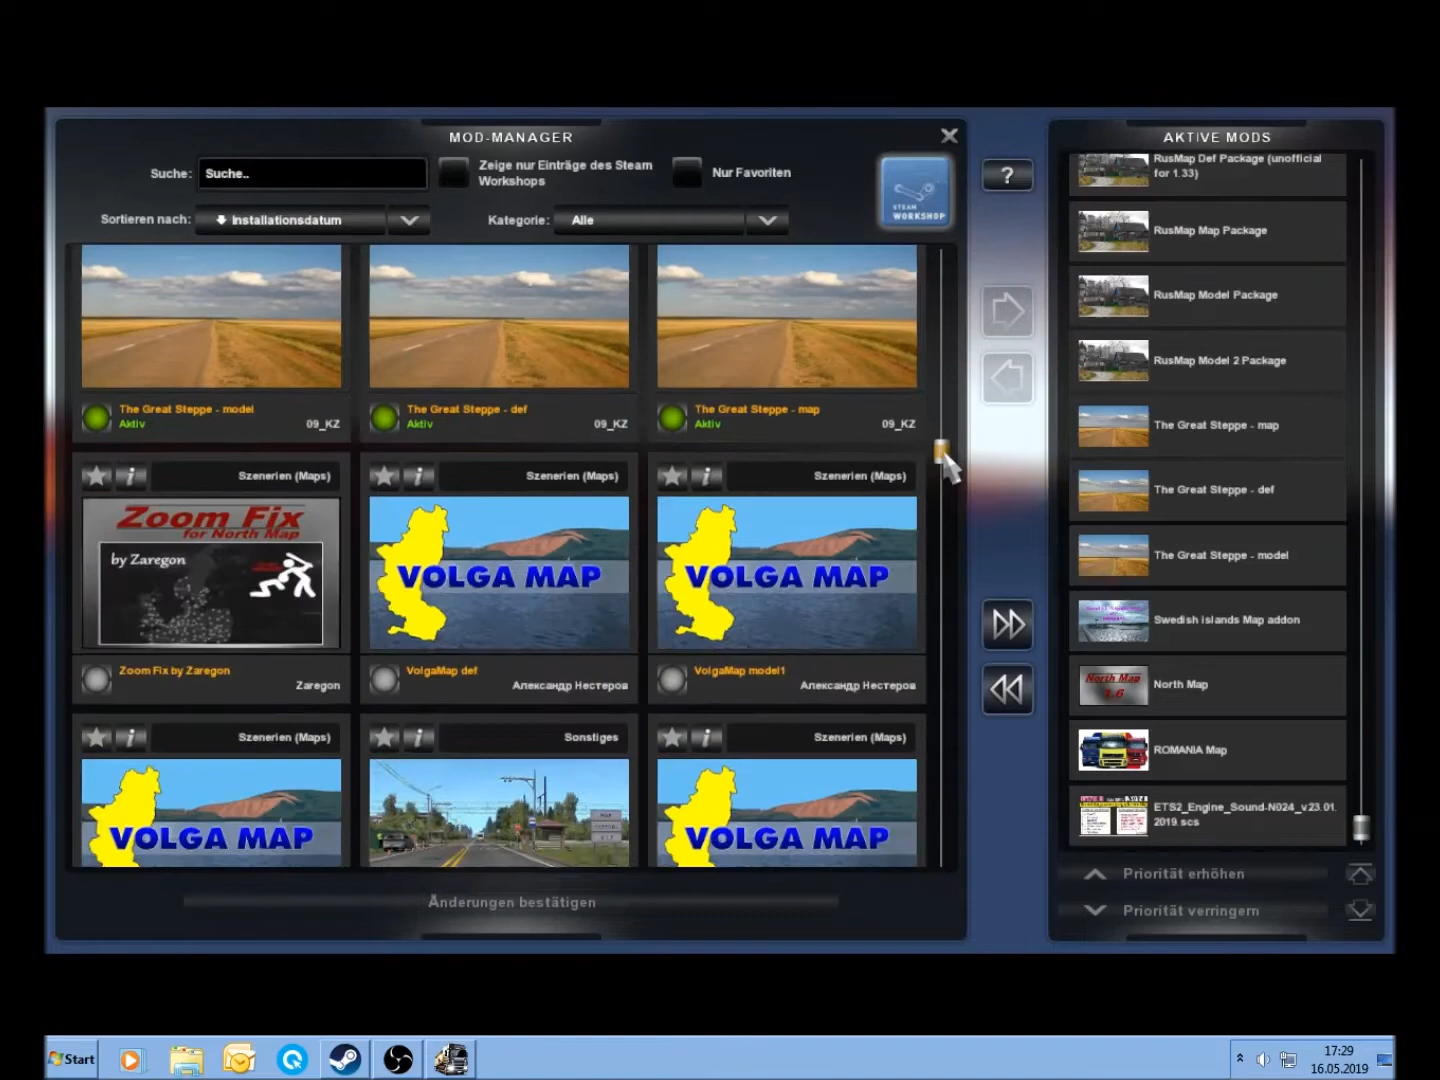 MOD-MANAGER
Suche:
Suche..
Zeige nur Einträge des Steam
Workshops
Nur Favoriten
STEAM
WORKSHOP
Sortieren nach:
Installationsdatum
Kategorie:
Alle
The Great Steppe - model
Aktiv
09_KZ
The Great Steppe - def
Aktiv
09_KZ
The Great Steppe - map
Aktiv
09_KZ
Szenerien (Maps)
Szenerien (Maps)
Szenerien (Maps)
Zoom Fix
for North Map
by Zaregon
VOLGA MAP
VOLGA MAP
Zoom Fix by Zaregon
Zaregon
VolgaMap def
Александр Нестеров
VolgaMap model1
Александр Нестеров
Szenerien (Maps)
Sonstiges
Szenerien (Maps)
VOLGA MAP
VOLGA MAP
Änderungen bestätigen
?
AKTIVE MODS
RusMap Def Package (unofficial
for 1.33)
RusMap Map Package
RusMap Model Package
RusMap Model 2 Package
The Great Steppe - map
The Great Steppe - def
The Great Steppe - model
Swedish islands Map addon
North Map
1.6
North Map
ROMANIA Map
ETS2_Engine_Sound-N024_v23.01.
2019.scs
Priorität erhöhen
Priorität verringern
Start
17:29
16.05.2019